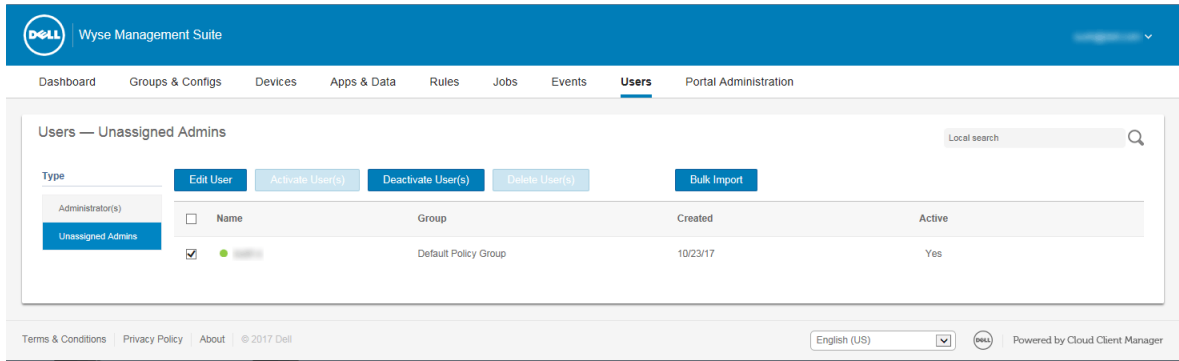 DELL Wyse Management Suite
Dashboard Groups & Configs Devices Apps & Data Rules Jobs Events Users Portal Administration
Users — Unassigned Admins
Local search
Type
Edit User Activate User(s) Deactivate User(s) Delete User(s) Bulk Import
Administrator(s)
Name Group Created Active
Unassigned Admins
Default Policy Group 10/23/17 Yes
Terms & Conditions Privacy Policy About © 2017 Dell English (US) DELL Powered by Cloud Client Manager